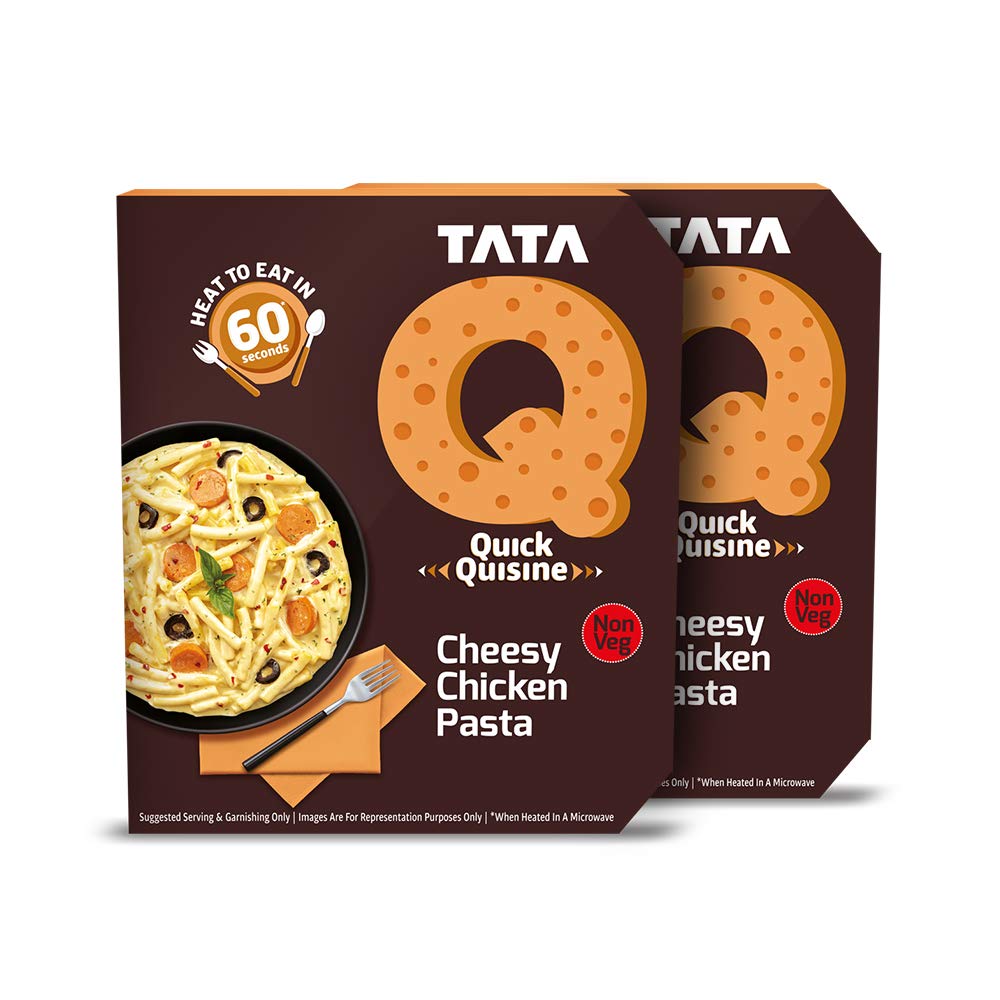 TATA
HEAT TO EAT IN
60*
seconds
Quick
Quisine
Non
Veg
Cheesy
Chicken
Pasta
Suggested Serving & Garnishing Only | Images Are For Representation Purposes Only | *When Heated In A Microwave
TATA
Quick
Quisine
Non
Veg
heesy
hicken
asta
es Only | *When Heated In A Microwave